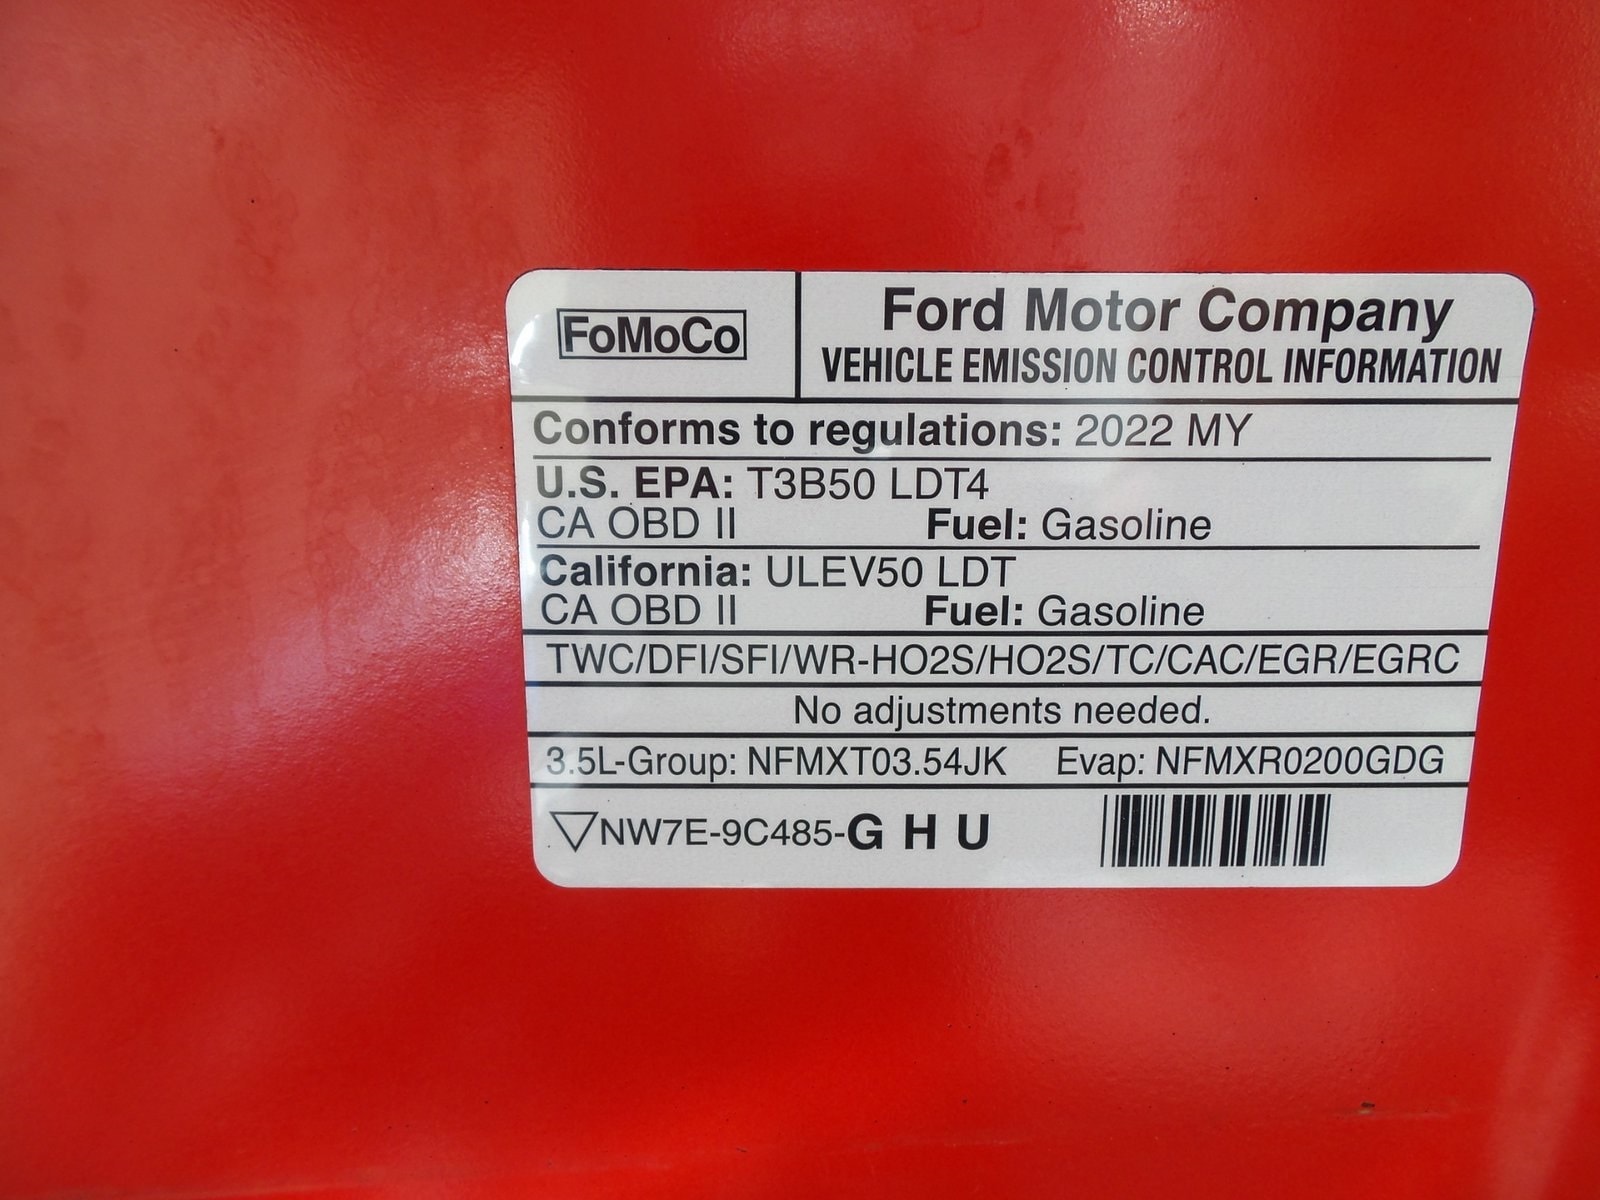 FoMoCo
Ford Motor Company
VEHICLE EMISSION CONTROL INFORMATION
Conforms to regulations: 2022 MY
U.S. EPA: T3B50 LDT4
CA OBD II Fuel: Gasoline
California: ULEV50 LDT
CA OBD II Fuel: Gasoline
TWC/DFI/SFI/WR-HO2S/HO2S/TC/CAC/EGR/EGRC
No adjustments needed.
3.5L-Group: NFMXT03.54JK Evap: NFMXR0200GDG
▽NW7E-9C485-G H U